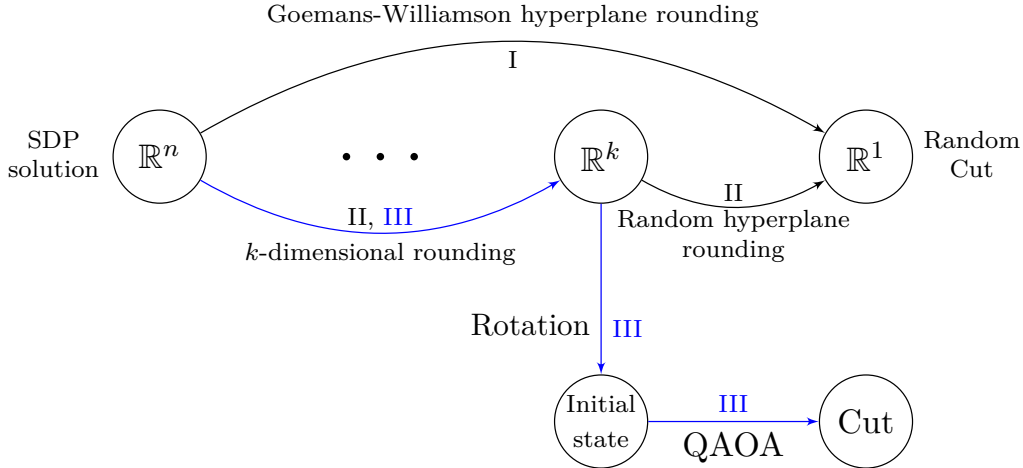 Goemans-Williamson hyperplane rounding
I
SDP
solution
ℝⁿ
. . .
ℝᵏ
ℝ¹
Random
Cut
II
II, III
k-dimensional rounding
Random hyperplane
rounding
Rotation
III
Initial
state
III
QAOA
Cut